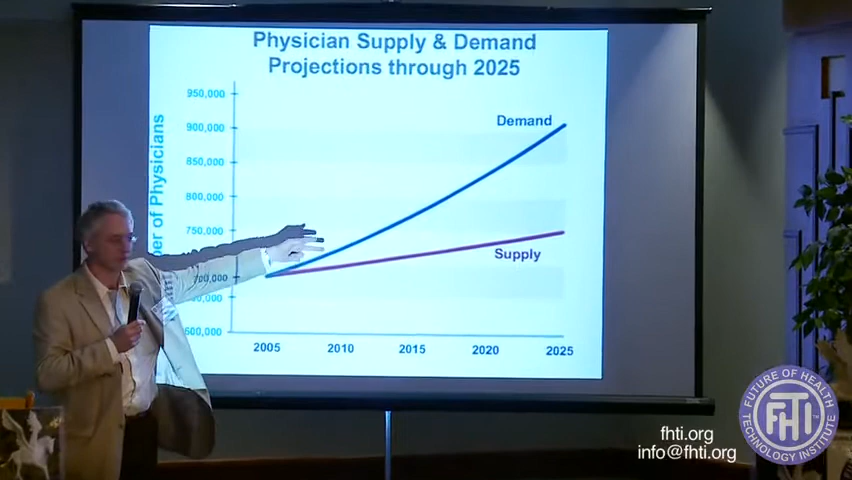 Physician Supply & Demand
Projections through 2025
950,000
900,000
850,000
800,000
750,000
700,000
600,000
of Physicians
Demand
Supply
2005 2010 2015 2020 2025
FUTURE OF HEALTH
FHTI
TECHNOLOGY INSTITUTE
fhti.org
info@fhti.org